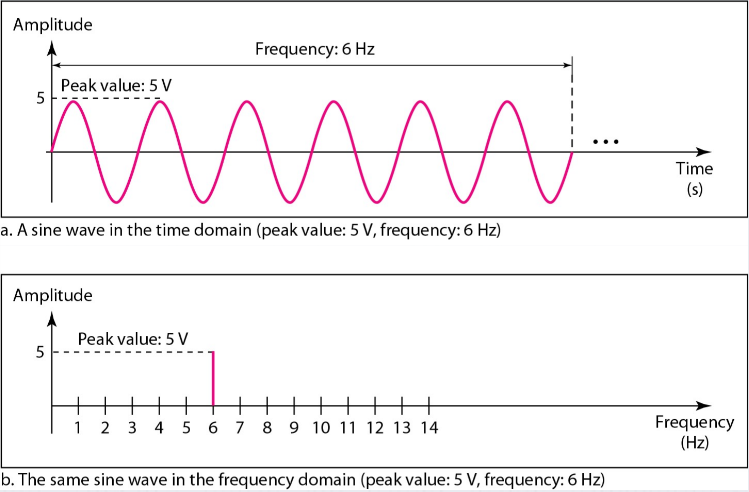 Amplitude
Frequency: 6 Hz
Peak value: 5 V
5
Time
(s)
a. A sine wave in the time domain (peak value: 5 V, frequency: 6 Hz)
Amplitude
Peak value: 5 V
5
1 2 3 4 5 6 7 8 9 10 11 12 13 14
Frequency
(Hz)
b. The same sine wave in the frequency domain (peak value: 5 V, frequency: 6 Hz)